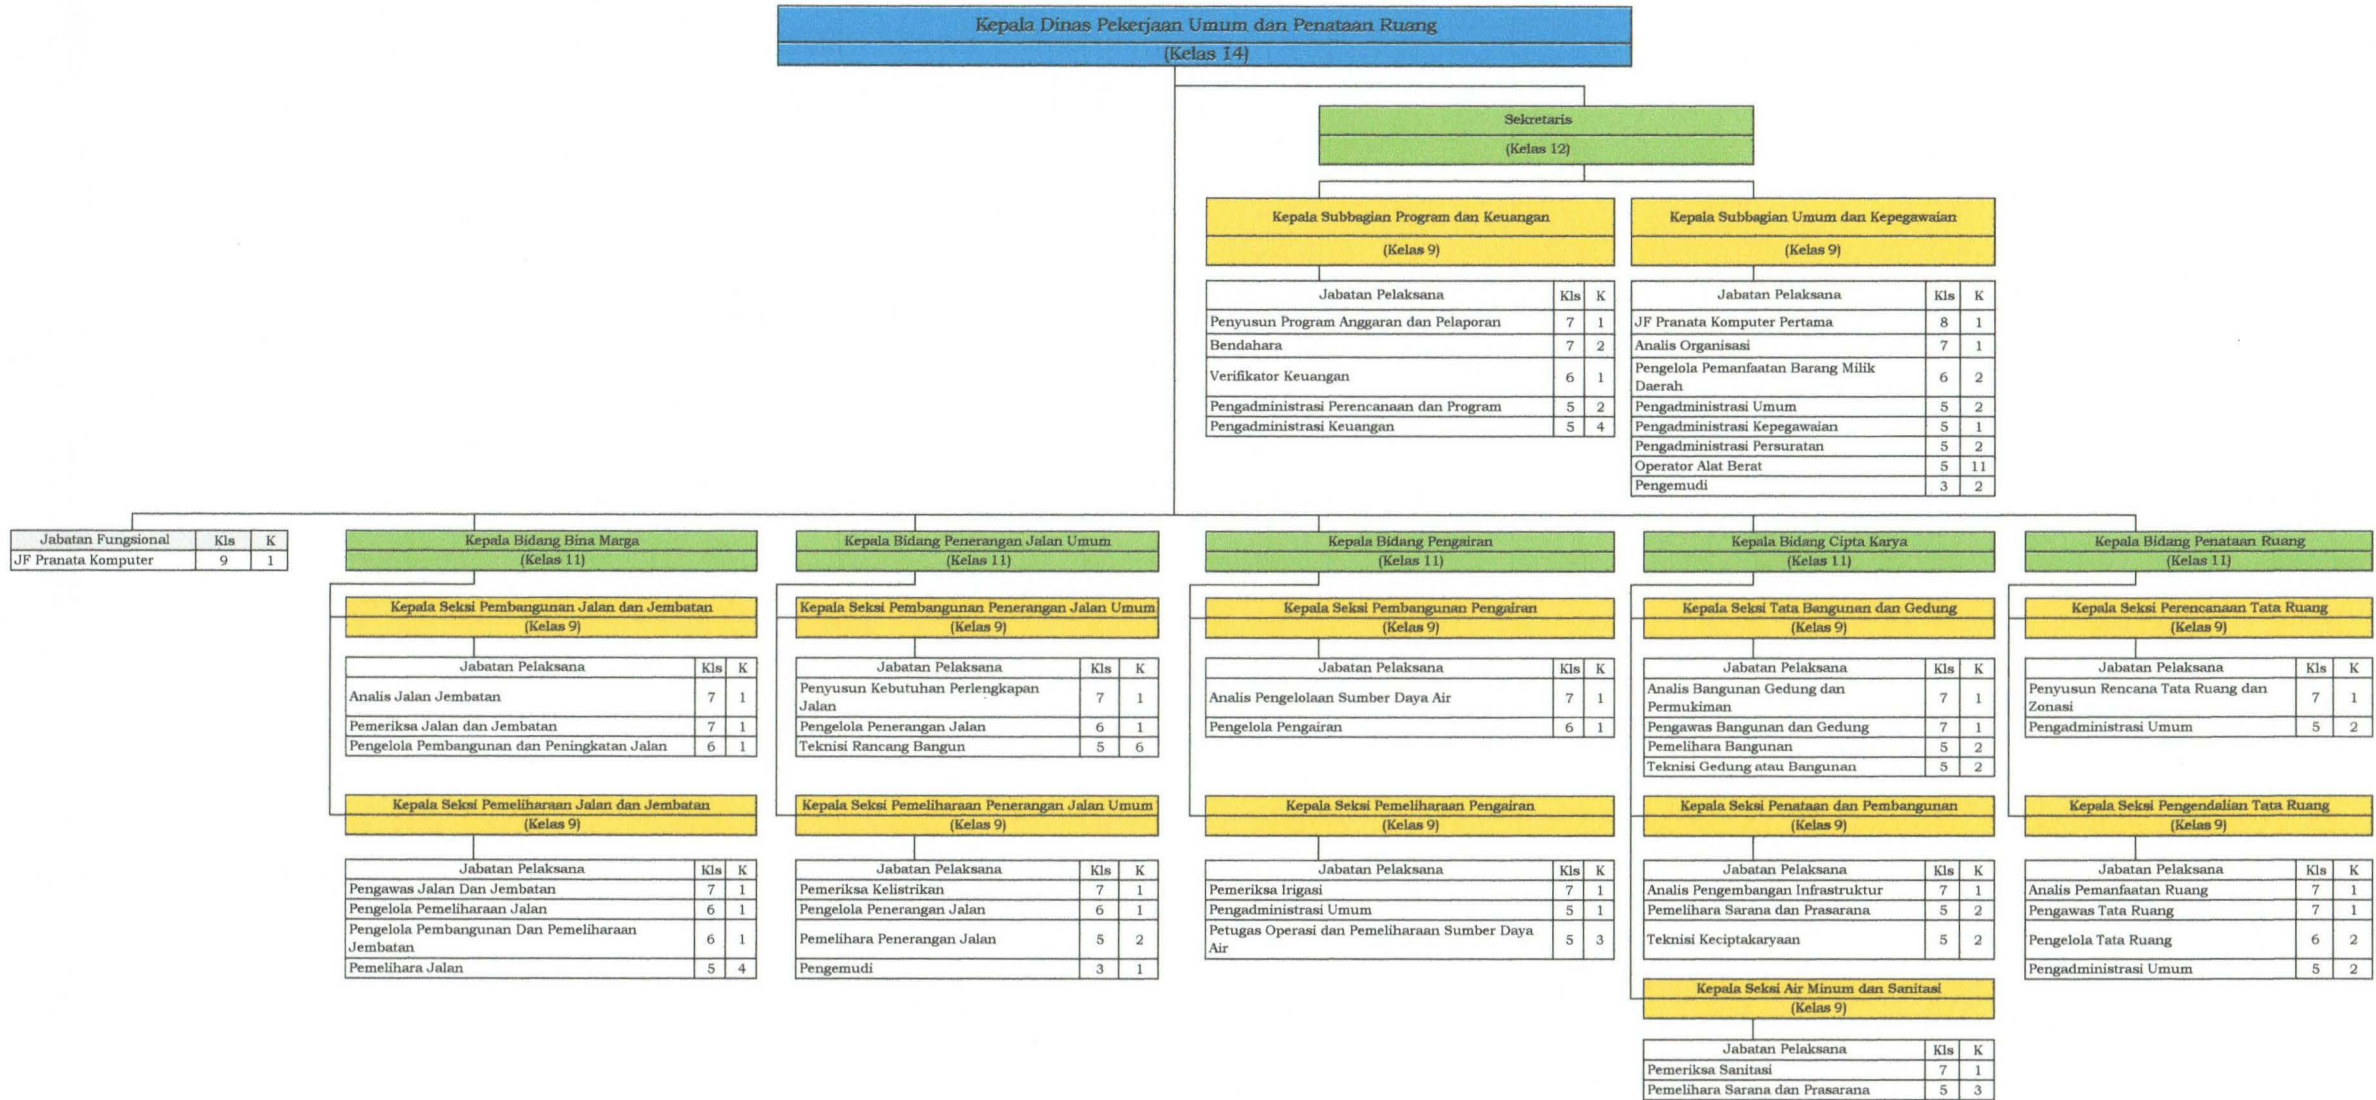 Kepala Dinas Pekerjaan Umum dan Penataan Ruang
(Kelas 14)
Sekretaris
(Kelas 12)
Kepala Subbagian Program dan Keuangan
(Kelas 9)
Jabatan Pelaksana Kls K
Penyusun Program Anggaran dan Pelaporan 7 1
Bendahara 7 2
Verifikator Keuangan 6 1
Pengadministrasi Perencanaan dan Program 5 2
Pengadministrasi Keuangan 5 4
Kepala Subbagian Umum dan Kepegawaian
(Kelas 9)
Jabatan Pelaksana Kls K
JF Pranata Komputer Pertama 8 1
Analis Organisasi 7 1
Pengelola Pemanfaatan Barang Milik
Daerah 6 2
Pengadministrasi Umum 5 2
Pengadministrasi Kepegawaian 5 1
Pengadministrasi Persuratan 5 2
Operator Alat Berat 5 11
Pengemudi 3 2
Jabatan Fungsional Kls K
JF Pranata Komputer 9 1
Kepala Bidang Bina Marga
(Kelas 11)
Kepala Seksi Pembangunan Jalan dan Jembatan
(Kelas 9)
Jabatan Pelaksana Kls K
Analis Jalan Jembatan 7 1
Pemeriksa Jalan dan Jembatan 7 1
Pengelola Pembangunan dan Peningkatan Jalan 6 1
Kepala Seksi Pemeliharaan Jalan dan Jembatan
(Kelas 9)
Jabatan Pelaksana Kls K
Pengawas Jalan Dan Jembatan 7 1
Pengelola Pemeliharaan Jalan 6 1
Pengelola Pembangunan Dan Pemeliharaan
Jembatan 6 1
Pemelihara Jalan 5 4
Kepala Bidang Penerangan Jalan Umum
(Kelas 11)
Kepala Seksi Pembangunan Penerangan Jalan Umum
(Kelas 9)
Jabatan Pelaksana Kls K
Penyusun Kebutuhan Perlengkapan
Jalan 7 1
Pengelola Penerangan Jalan 6 1
Teknisi Rancang Bangun 5 6
Kepala Seksi Pemeliharaan Penerangan Jalan Umum
(Kelas 9)
Jabatan Pelaksana Kls K
Pemeriksa Kelistrikan 7 1
Pengelola Penerangan Jalan 6 1
Pemelihara Penerangan Jalan 5 2
Pengemudi 3 1
Kepala Bidang Pengairan
(Kelas 11)
Kepala Seksi Pembangunan Pengairan
(Kelas 9)
Jabatan Pelaksana Kls K
Analis Pengelolaan Sumber Daya Air 7 1
Pengelola Pengairan 6 1
Kepala Seksi Pemeliharaan Pengairan
(Kelas 9)
Jabatan Pelaksana Kls K
Pemeriksa Irigasi 7 1
Pengadministrasi Umum 5 1
Petugas Operasi dan Pemeliharaan Sumber Daya
Air 5 3
Kepala Bidang Cipta Karya
(Kelas 11)
Kepala Seksi Tata Bangunan dan Gedung
(Kelas 9)
Jabatan Pelaksana Kls K
Analis Bangunan Gedung dan
Permukiman 7 1
Pengawas Bangunan dan Gedung 7 1
Pemelihara Bangunan 5 2
Teknisi Gedung atau Bangunan 5 2
Kepala Seksi Penataan dan Pembangunan
(Kelas 9)
Jabatan Pelaksana Kls K
Analis Pengembangan Infrastruktur 7 1
Pemelihara Sarana dan Prasarana 5 2
Teknisi Keciptakaryaan 5 2
Kepala Seksi Air Minum dan Sanitasi
(Kelas 9)
Jabatan Pelaksana Kls K
Pemeriksa Sanitasi 7 1
Pemelihara Sarana dan Prasarana 5 3
Kepala Bidang Penataan Ruang
(Kelas 11)
Kepala Seksi Perencanaan Tata Ruang
(Kelas 9)
Jabatan Pelaksana Kls K
Penyusun Rencana Tata Ruang dan
Zonasi 7 1
Pengadministrasi Umum 5 2
Kepala Seksi Pengendalian Tata Ruang
(Kelas 9)
Jabatan Pelaksana Kls K
Analis Pemanfaatan Ruang 7 1
Pengawas Tata Ruang 7 1
Pengelola Tata Ruang 6 2
Pengadministrasi Umum 5 2